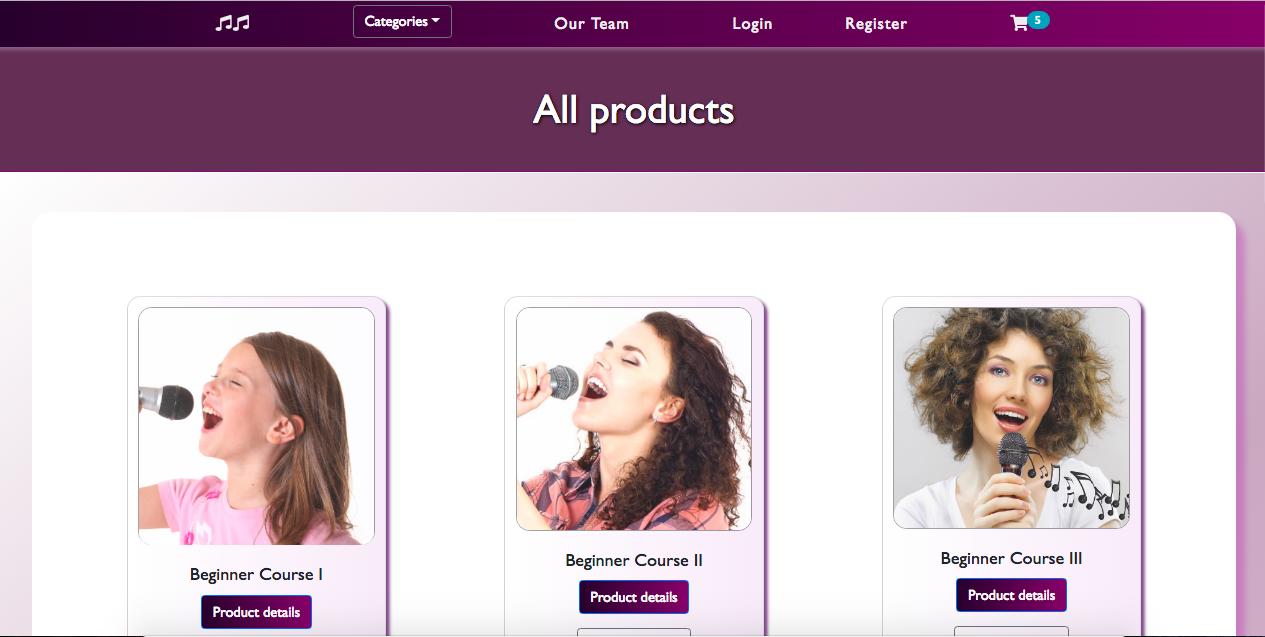 Categories
Our Team
Login
Register
5
All products
Beginner Course I
Product details
Beginner Course II
Product details
Beginner Course III
Product details